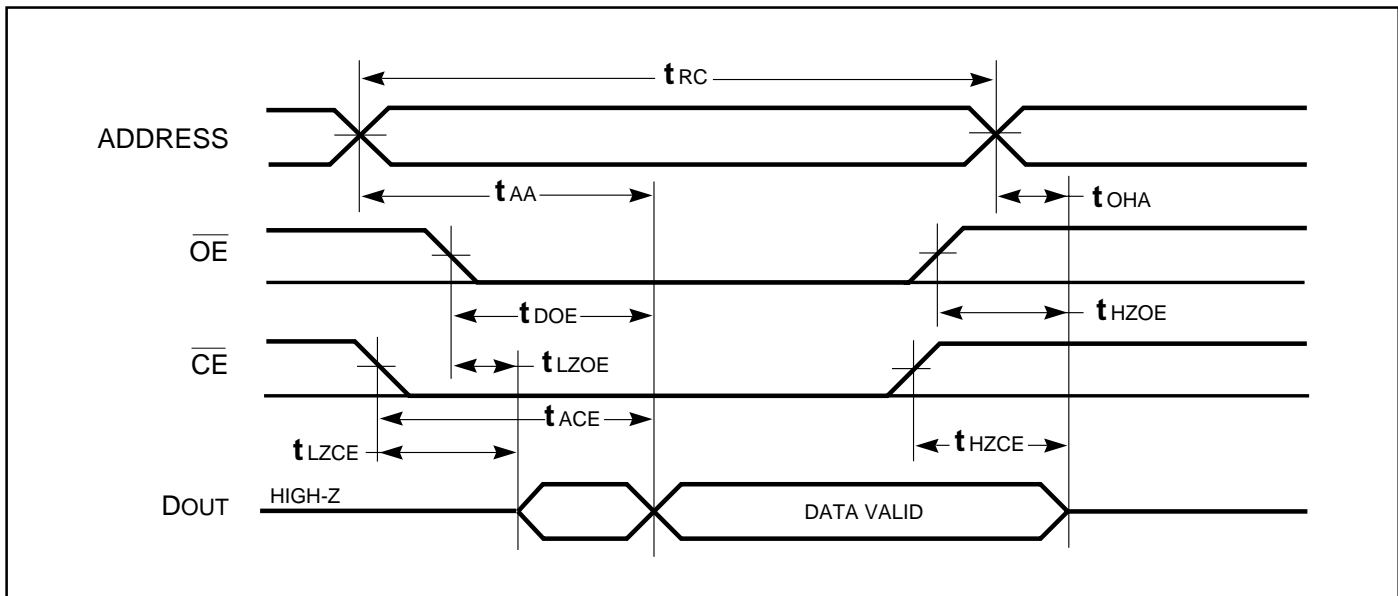 tRC
ADDRESS
tAA
tOHA
OE
tDOE
tHZOE
CE
tLZOE
tACE
tLZCE
tHZCE
DOUT
HIGH-Z
DATA VALID